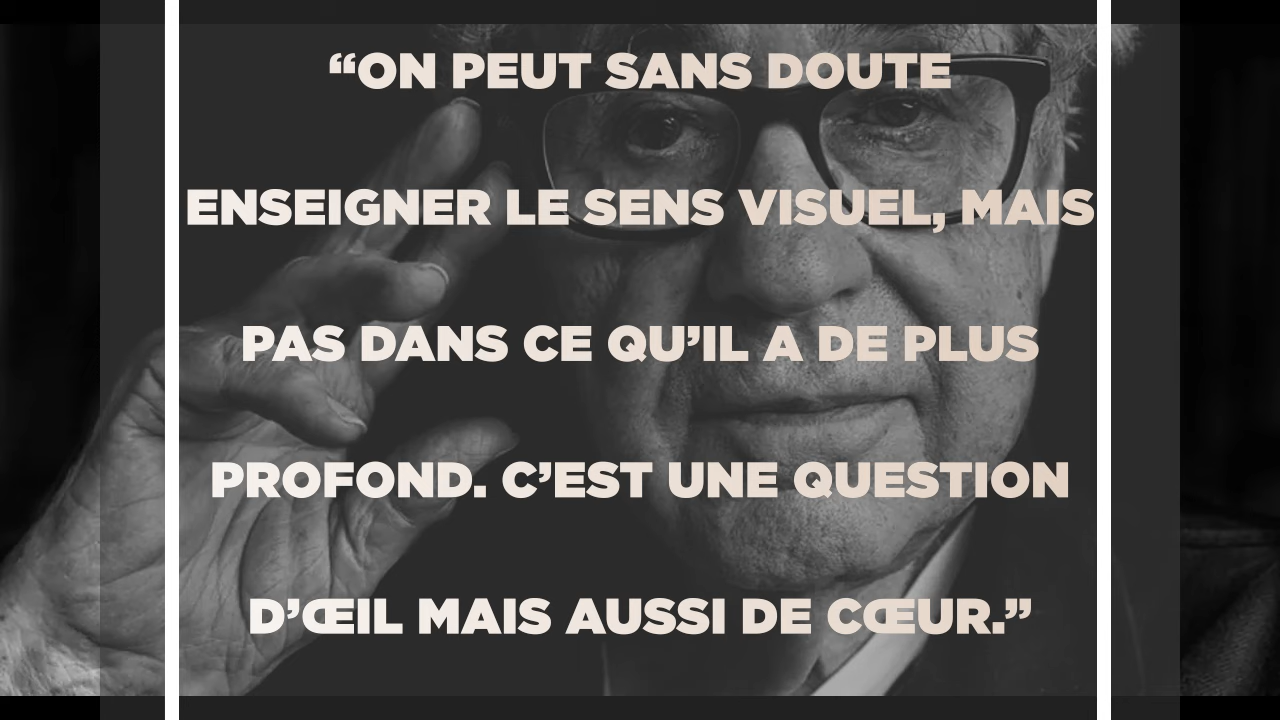 “ON PEUT SANS DOUTE
ENSEIGNER LE SENS VISUEL, MAIS
PAS DANS CE QU’IL A DE PLUS
PROFOND. C’EST UNE QUESTION
D’ŒIL MAIS AUSSI DE CŒUR.”